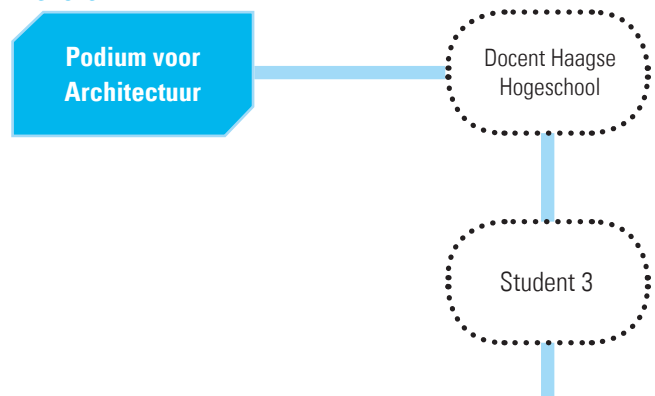 Podium voor
Architectuur
Docent Haagse
Hogeschool
Student 3